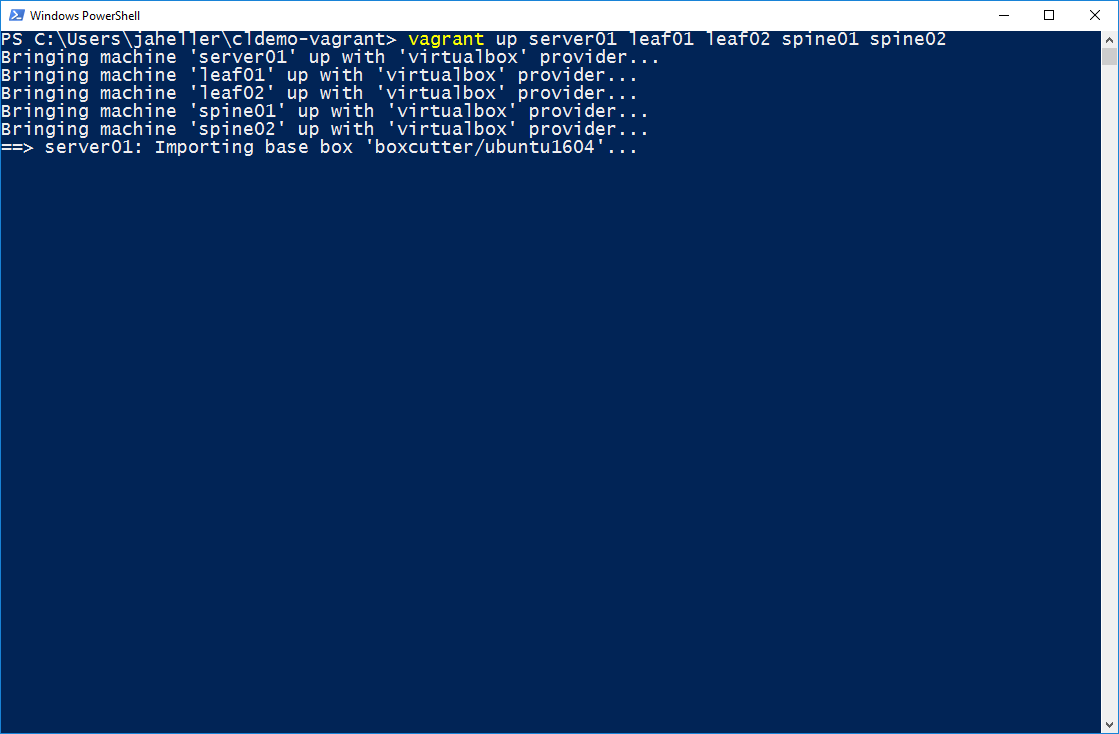 Windows PowerShell
PS C:\Users\jaheller\cldemo-vagrant> vagrant up server01 leaf01 leaf02 spine01 spine02
Bringing machine 'server01' up with 'virtualbox' provider...
Bringing machine 'leaf01' up with 'virtualbox' provider...
Bringing machine 'leaf02' up with 'virtualbox' provider...
Bringing machine 'spine01' up with 'virtualbox' provider...
Bringing machine 'spine02' up with 'virtualbox' provider...
==> server01: Importing base box 'boxcutter/ubuntu1604'...